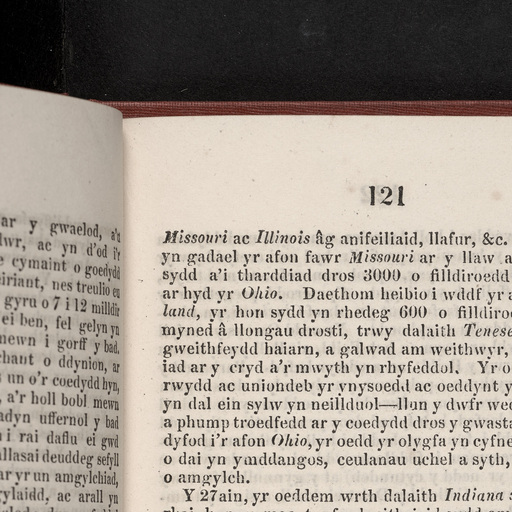 ar y gwaelod, a'u
lwr, ac yn d'od i'r
e cymaint o goedydd
iriant, nes treulio eu
gyru o 7 i 12 milldir
ei ben, fel gelyn yn
newn i gorff y bad.
hant o ddynion, ar
s un o'r coedydd hyn,
, a'r holl bobl mewn
adyn uffernol y bad
i rai daflu ei gwd
llasai deuddeg sefyll
ar yr un amgylchiad,
ylaidd, ac arall yn
121
Missouri ac Illinois âg anifeiliaid, llafur, &c.
yn gadael yr afon fawr Missouri ar y llaw a
sydd a'i tharddiad dros 3000 o filldiroedd
ar hyd yr Ohio. Daethom heibio i wddf yr a
land, yr hon sydd yn rhedeg 600 o filldiroe
myned â llongau drosti, trwy dalaith Tenese
gweithfeydd haiarn, a galwad am weithwyr,
iad ar y cryd a'r mwyth yn rhyfeddol. Yr o
rwydd ac uniondeb yr ynysoedd ac oeddynt y
yn dal ein sylw yn neillduol—llun y dwfr wed
a phump troedfedd ar y coedydd dros y gwasta
dyfod i'r afon Ohio, yr oedd yr olygfa yn cyfne
o dai yn ymddangos, ceulanau uchel a syth,
o amgylch.
Y 27ain, yr oeddem wrth dalaith Indiana